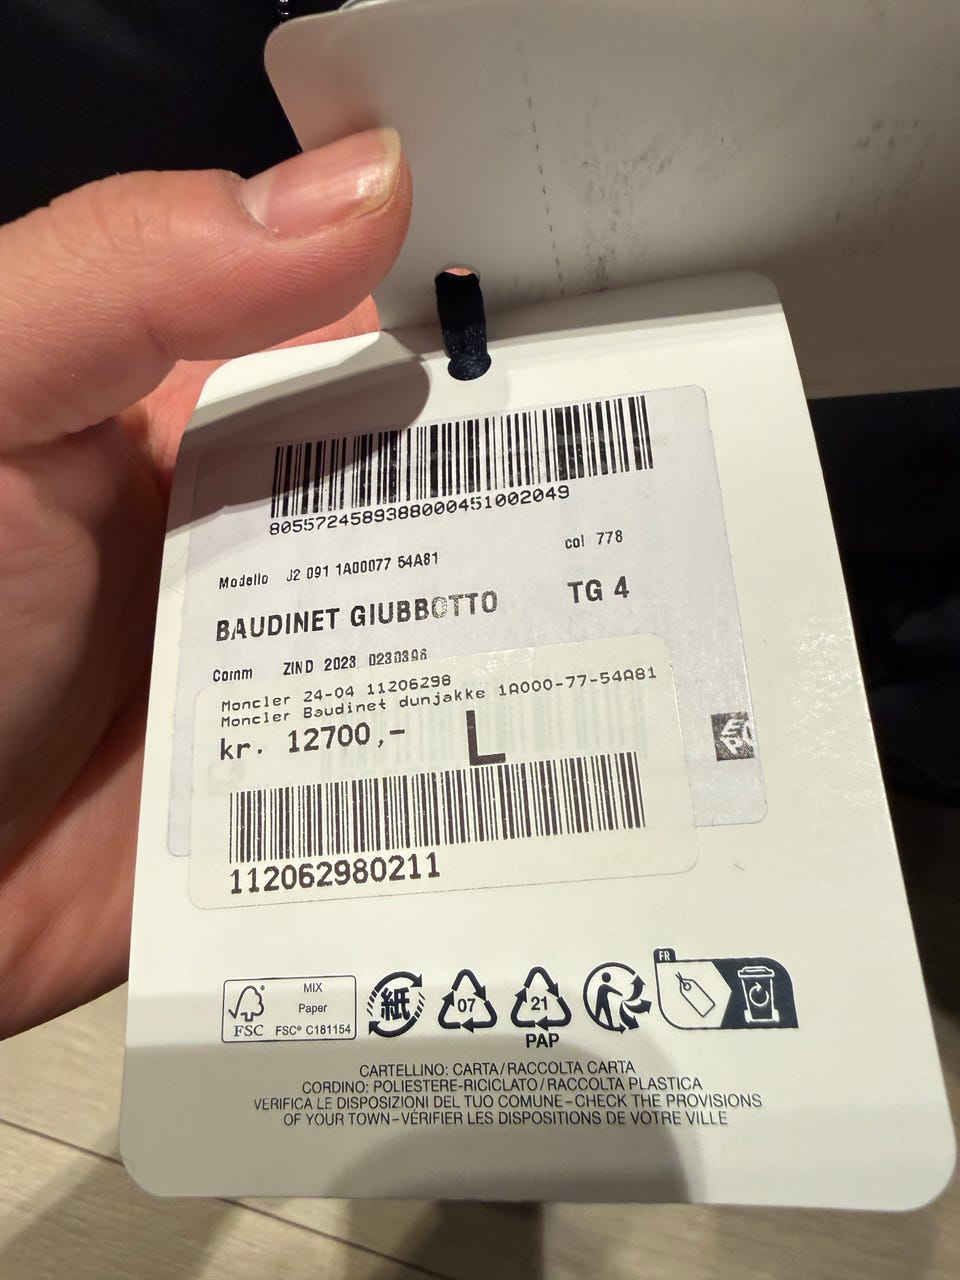 8055724589388000451002049
Modello J2 091 1A00077 54A81
col 778
BAUDINET GIUBBOTTO
TG 4
Comm ZIND 2023
Moncler 24-04 11206298
Moncler Baudinet dunjakke 1A000-77-54A81
kr. 12700,-
L
112062980211
FSC
MIX
Paper
FSC® C181154
紙
07
21
PAP
FR
CARTELLINO: CARTA/RACCOLTA CARTA
CORDINO: POLIESTERE-RICICLATO/RACCOLTA PLASTICA
VERIFICA LE DISPOSIZIONI DEL TUO COMUNE-CHECK THE PROVISIONS
OF YOUR TOWN-VÉRIFIER LES DISPOSITIONS DE VOTRE VILLE